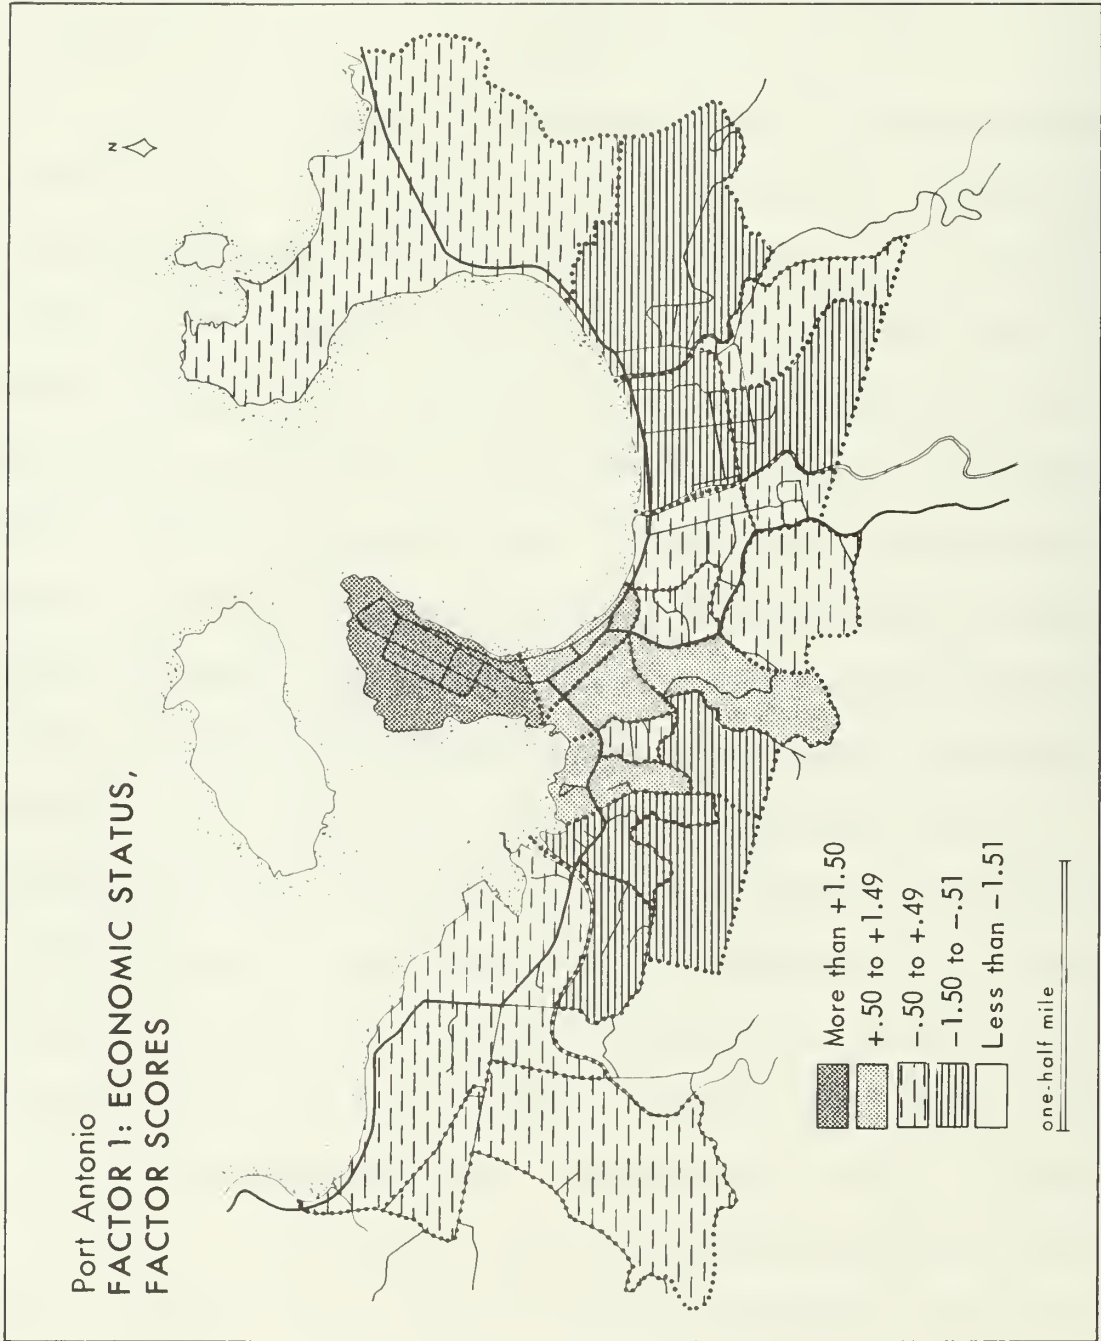 Port Antonio
FACTOR 1: ECONOMIC STATUS,
FACTOR SCORES
N
More than +1.50
+.50 to +1.49
-.50 to +.49
-1.50 to -.51
Less than -1.51
one-half mile